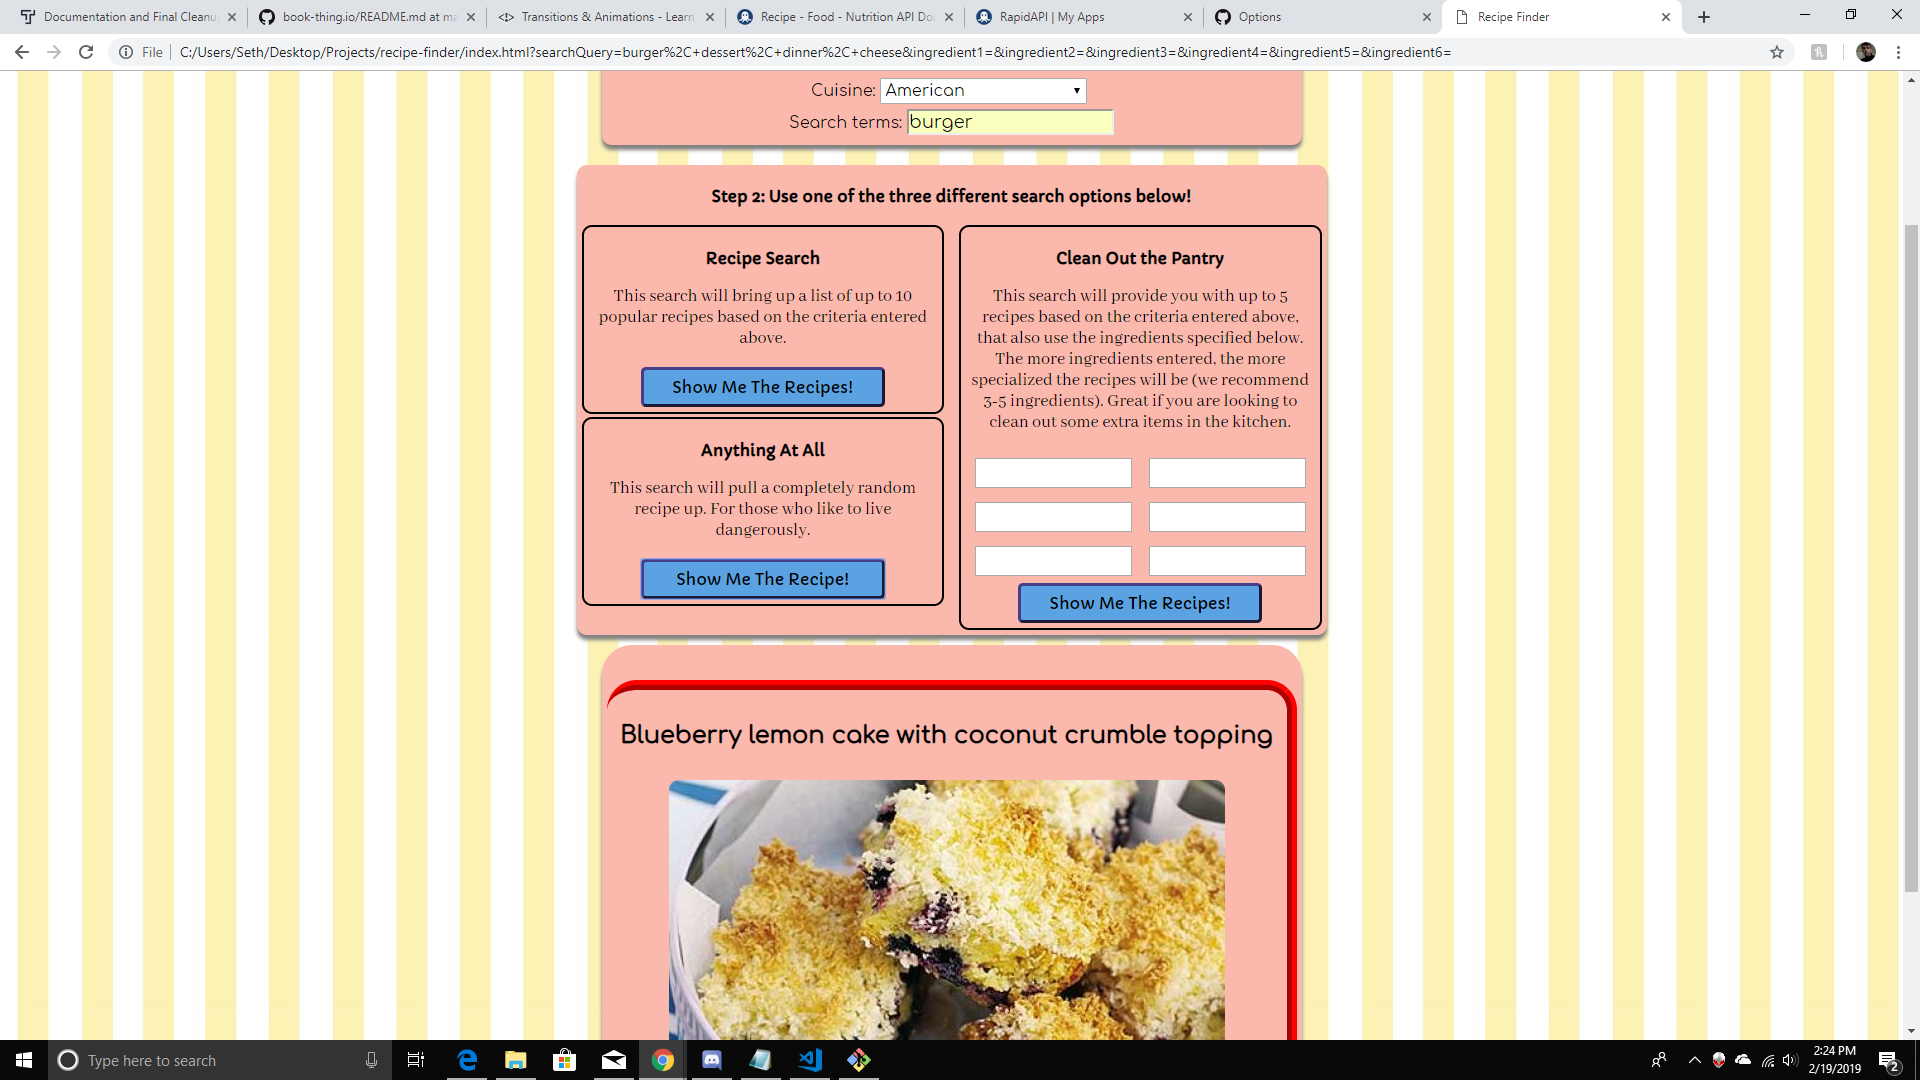 Documentation and Final Cleanu
book-thing.io/README.md at ma
Transitions & Animations - Learn
Recipe - Food - Nutrition API Do
RapidAPI | My Apps
Options
Recipe Finder
File
C:/Users/Seth/Desktop/Projects/recipe-finder/index.html?searchQuery=burger%2C+dessert%2C+dinner%2C+cheese&ingredient1=&ingredient2=&ingredient3=&ingredient4=&ingredient5=&ingredient6=
Cuisine: American
Search terms: burger
Step 2: Use one of the three different search options below!
Recipe Search
This search will bring up a list of up to 10
popular recipes based on the criteria entered
above.
Show Me The Recipes!
Anything At All
This search will pull a completely random
recipe up. For those who like to live
dangerously.
Show Me The Recipe!
Clean Out the Pantry
This search will provide you with up to 5
recipes based on the criteria entered above,
that also use the ingredients specified below.
The more ingredients entered, the more
specialized the recipes will be (we recommend
3-5 ingredients). Great if you are looking to
clean out some extra items in the kitchen.
Show Me The Recipes!
Blueberry lemon cake with coconut crumble topping
Type here to search
2:24 PM
2/19/2019
2